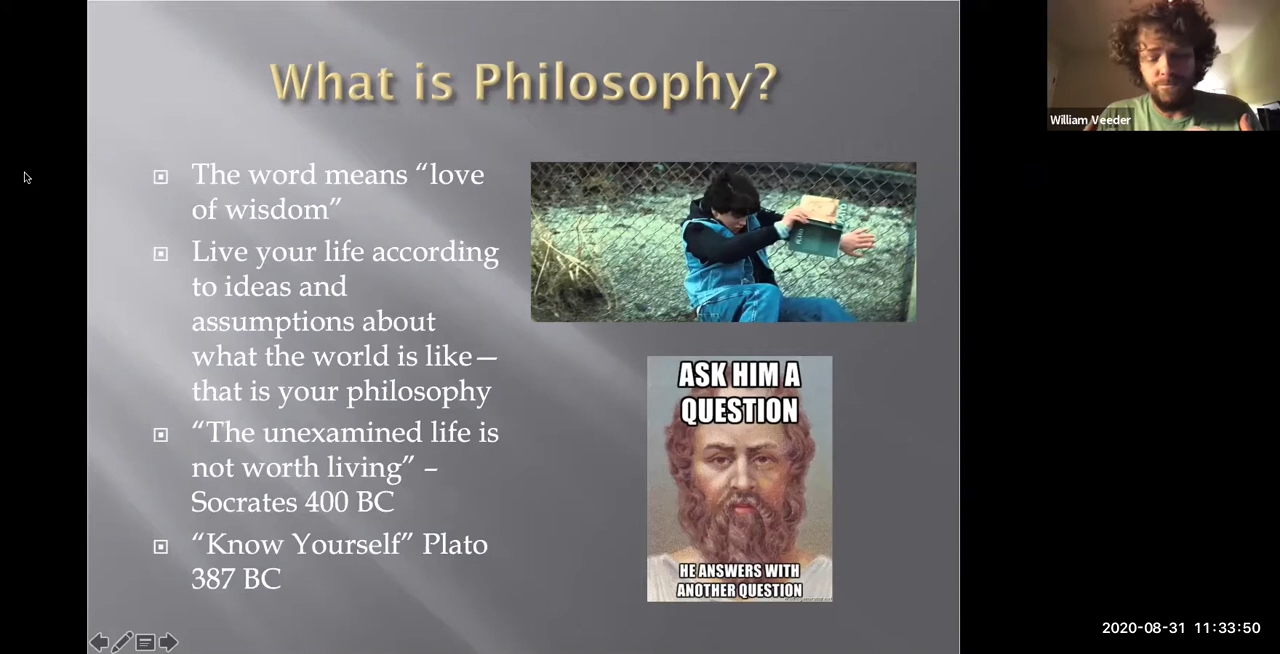 What is Philosophy?
The word means “love
of wisdom”
Live your life according
to ideas and
assumptions about
what the world is like—
that is your philosophy
“The unexamined life is
not worth living” –
Socrates 400 BC
“Know Yourself” Plato
387 BC
ASK HIM A
QUESTION
HE ANSWERS WITH
ANOTHER QUESTION
William Veeder
2020-08-31 11:33:50